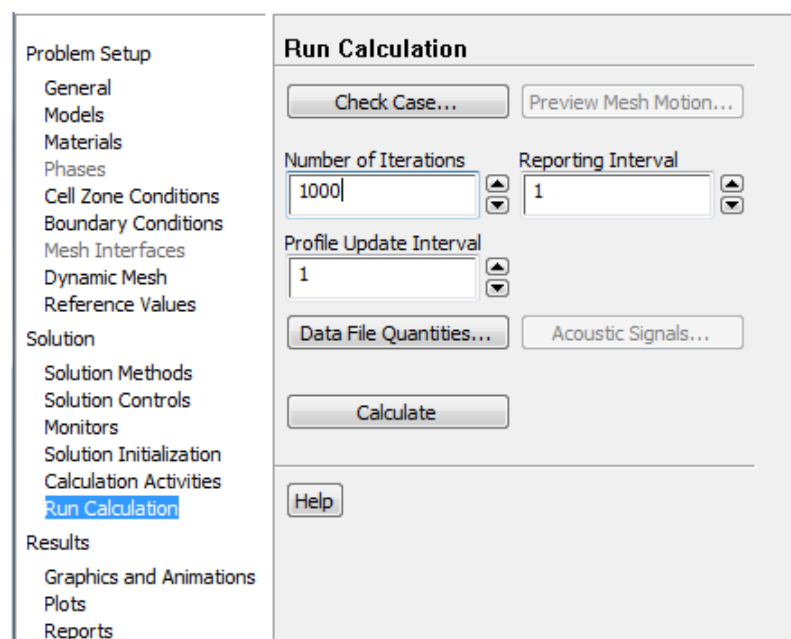 Problem Setup
General
Models
Materials
Phases
Cell Zone Conditions
Boundary Conditions
Mesh Interfaces
Dynamic Mesh
Reference Values
Solution
Solution Methods
Solution Controls
Monitors
Solution Initialization
Calculation Activities
Run Calculation
Results
Graphics and Animations
Plots
Reports
Run Calculation
Check Case... Preview Mesh Motion...
Number of Iterations Reporting Interval
1000 1
Profile Update Interval
1
Data File Quantities... Acoustic Signals...
Calculate
Help